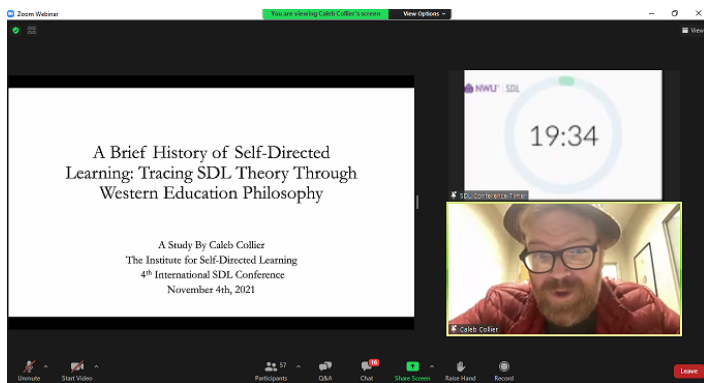 Zoom Webinar
You are viewing Caleb Collier's screen
View Options
View
A Brief History of Self-Directed
Learning: Tracing SDL Theory Through
Western Education Philosophy
A Study By Caleb Collier
The Institute for Self-Directed Learning
4th International SDL Conference
November 4th, 2021
NWU SDL
19:34
SDL Conference Timer
Caleb Collier
Unmute
Start Video
57
Participants
Q&A
16
Chat
Share Screen
Raise Hand
Record
Leave